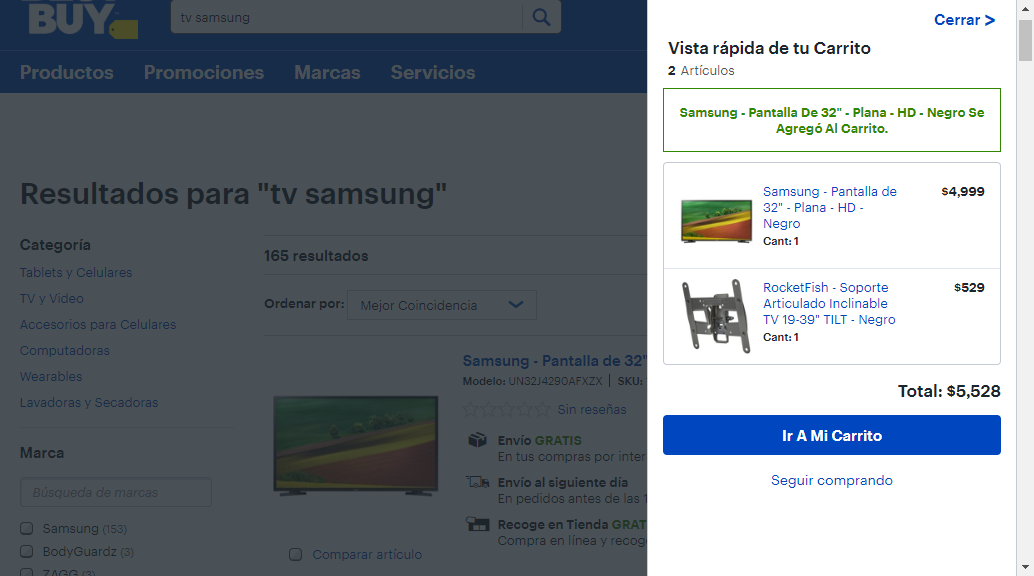 BUY
tv samsung
Productos
Promociones
Marcas
Servicios
Resultados para "tv samsung"
Categoría
Tablets y Celulares
TV y Video
Accesorios para Celulares
Computadoras
Wearables
Lavadoras y Secadoras
Marca
Búsqueda de marcas
Samsung (153)
BodyGuardz (3)
ZAGG (3)
165 resultados
Ordenar por:
Mejor Coincidencia
Samsung - Pantalla de 32"
Modelo: UN32J4290AFXZX | SKU:
Sin reseñas
Envío GRATIS
En tus compras por inter
Envío al siguiente día
En pedidos antes de las 1
Recoge en Tienda GRAT
Compra en línea y recog
Comparar artículo
Cerrar >
Vista rápida de tu Carrito
2 Artículos
Samsung - Pantalla De 32" - Plana - HD - Negro Se
Agregó Al Carrito.
Samsung - Pantalla de
32" - Plana - HD -
Negro
Cant: 1
$4,999
RocketFish - Soporte
Articulado Inclinable
TV 19-39" TILT - Negro
Cant: 1
$529
Total: $5,528
Ir A Mi Carrito
Seguir comprando